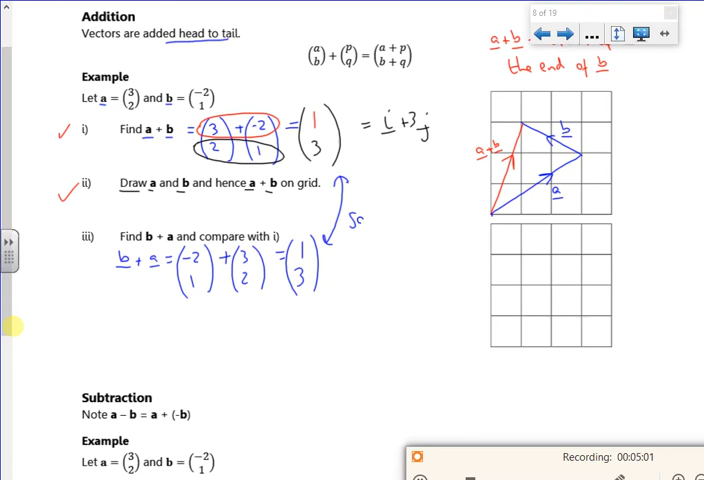 8 of 19
Addition
Vectors are added head to tail.
(a b) + (p q) = (a + p b + q)
a + b
the end of b
Example
Let a = (3 2) and b = (-2 1)
i) Find a + b = (3 2) + (-2 1) = (1 3) = i + 3j
ii) Draw a and b and hence a + b on grid.
iii) Find b + a and compare with i)
b + a = (-2 1) + (3 2) = (1 3)
a+b
b
a
Subtraction
Note a – b = a + (-b)
Example
Let a = (3 2) and b = (-2 1)
Recording: 00:05:01